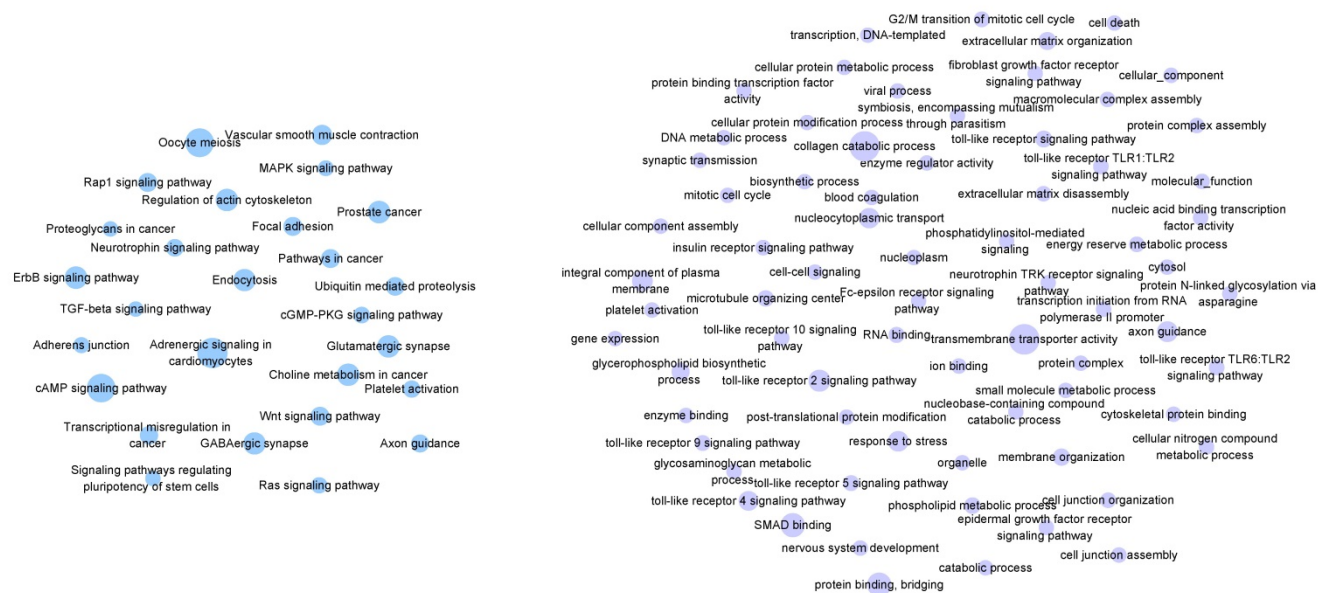 Oocyte meiosis
Vascular smooth muscle contraction
MAPK signaling pathway
Rap1 signaling pathway
Regulation of actin cytoskeleton
Prostate cancer
Proteoglycans in cancer
Focal adhesion
Neurotrophin signaling pathway
Pathways in cancer
ErbB signaling pathway
Endocytosis
Ubiquitin mediated proteolysis
TGF-beta signaling pathway
cGMP-PKG signaling pathway
Adherens junction
Adrenergic signaling in
cardiomyocytes
Glutamatergic synapse
Choline metabolism in cancer
cAMP signaling pathway
Platelet activation
Wnt signaling pathway
Transcriptional misregulation in
cancer
GABAergic synapse
Axon guidance
Signaling pathways regulating
pluripotency of stem cells
Ras signaling pathway
G2/M transition of mitotic cell cycle
cell death
transcription, DNA-templated
extracellular matrix organization
cellular protein metabolic process
fibroblast growth factor receptor
signaling pathway
cellular_component
protein binding transcription factor
activity
viral process
macromolecular complex assembly
symbiosis, encompassing mutualism
through parasitism
cellular protein modification process
protein complex assembly
DNA metabolic process
collagen catabolic process
toll-like receptor signaling pathway
synaptic transmission
enzyme regulator activity
toll-like receptor TLR1:TLR2
signaling pathway
biosynthetic process
molecular_function
mitotic cell cycle
blood coagulation
extracellular matrix disassembly
nucleocytoplasmic transport
nucleic acid binding transcription
factor activity
cellular component assembly
phosphatidylinositol-mediated
signaling
energy reserve metabolic process
insulin receptor signaling pathway
nucleoplasm
cytosol
integral component of plasma
membrane
cell-cell signaling
neurotrophin TRK receptor signaling
pathway
protein N-linked glycosylation via
asparagine
microtubule organizing center
Fc-epsilon receptor signaling
pathway
platelet activation
transcription initiation from RNA
polymerase II promoter
gene expression
toll-like receptor 10 signaling
pathway
RNA binding
transmembrane transporter activity
axon guidance
glycerophospholipid biosynthetic
process
ion binding
protein complex
toll-like receptor TLR6:TLR2
signaling pathway
toll-like receptor 2 signaling pathway
small molecule metabolic process
enzyme binding
post-translational protein modification
nucleobase-containing compound
catabolic process
cytoskeletal protein binding
toll-like receptor 9 signaling pathway
response to stress
cellular nitrogen compound
metabolic process
glycosaminoglycan metabolic
process
organelle
membrane organization
toll-like receptor 5 signaling pathway
toll-like receptor 4 signaling pathway
phospholipid metabolic process
cell junction organization
SMAD binding
epidermal growth factor receptor
signaling pathway
nervous system development
cell junction assembly
catabolic process
protein binding, bridging